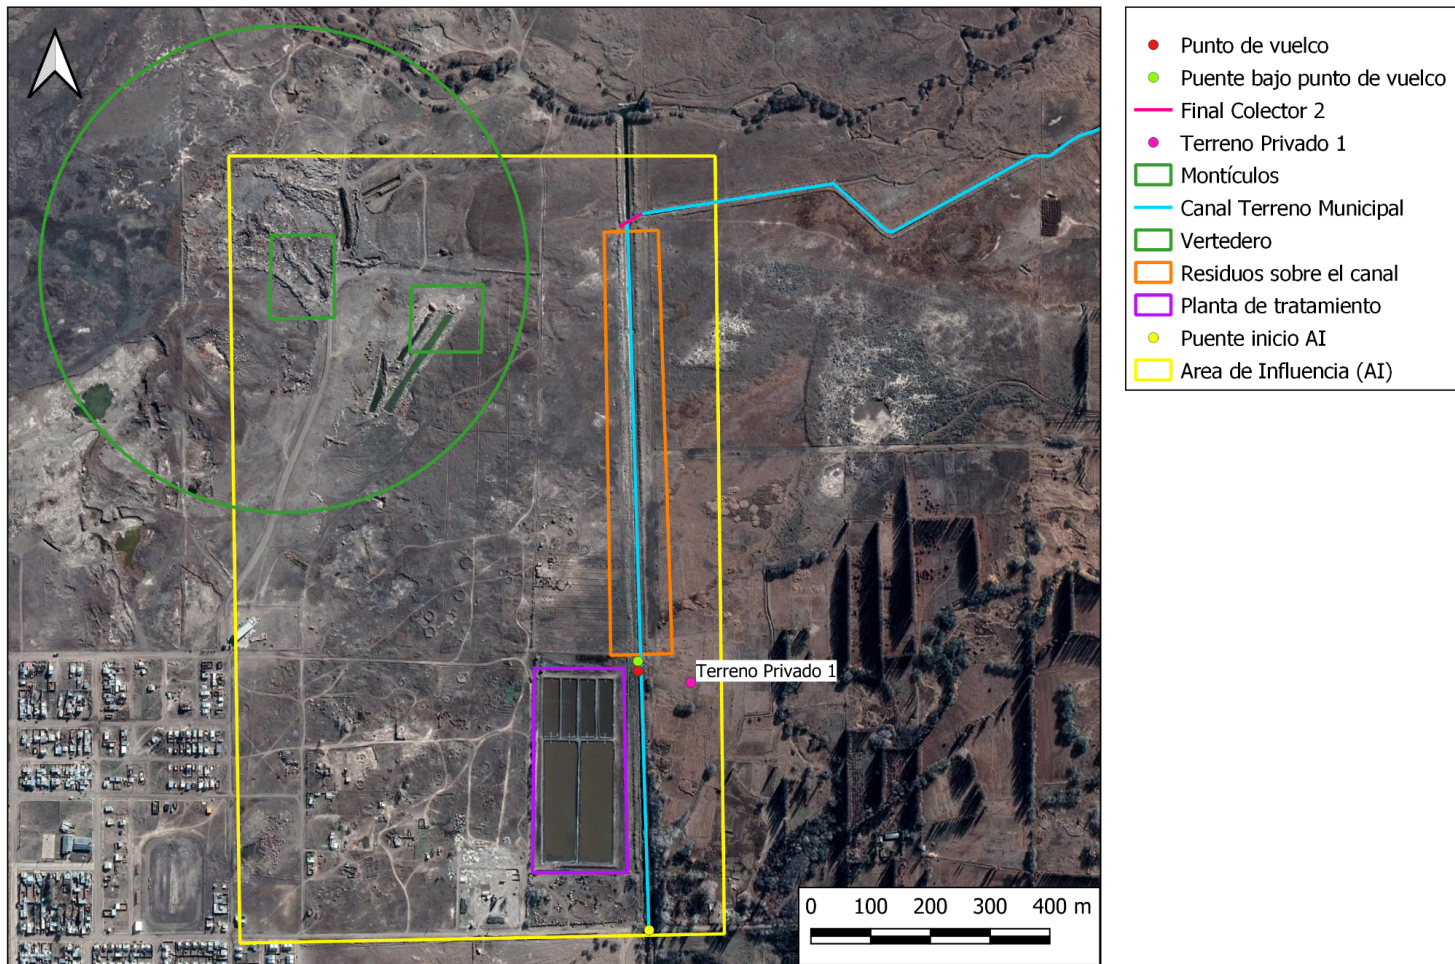 Punto de vuelco
Puente bajo punto de vuelco
Final Colector 2
Terreno Privado 1
Montículos
Canal Terreno Municipal
Vertedero
Residuos sobre el canal
Planta de tratamiento
Puente inicio AI
Area de Influencia (AI)
Terreno Privado 1
0 100 200 300 400 m